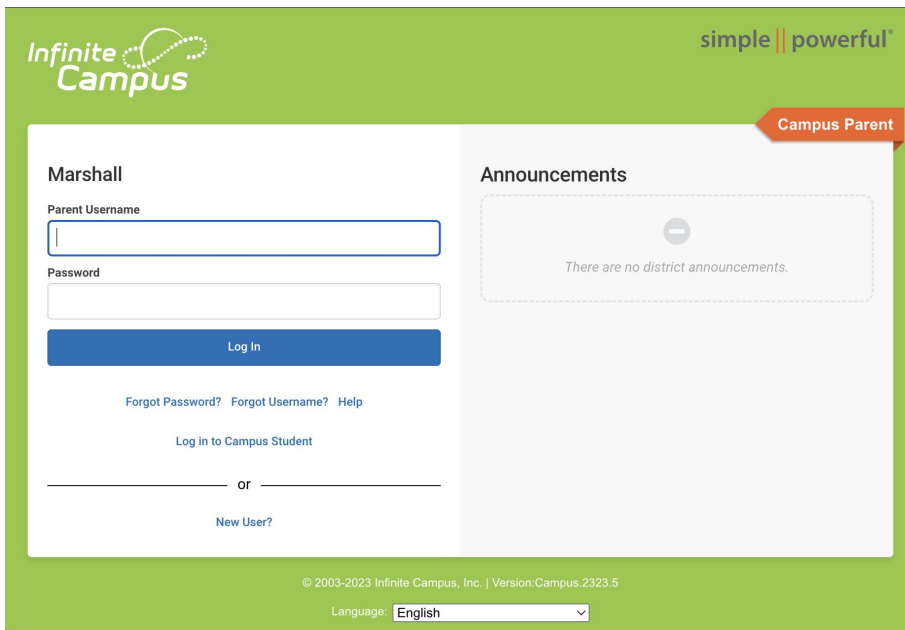 Infinite
Campus
simple || powerful®
Campus Parent
Marshall
Parent Username
Password
Log In
Forgot Password? Forgot Username? Help
Log in to Campus Student
or
New User?
Announcements
There are no district announcements.
© 2003-2023 Infinite Campus, Inc. | Version:Campus.2323.5
Language: English